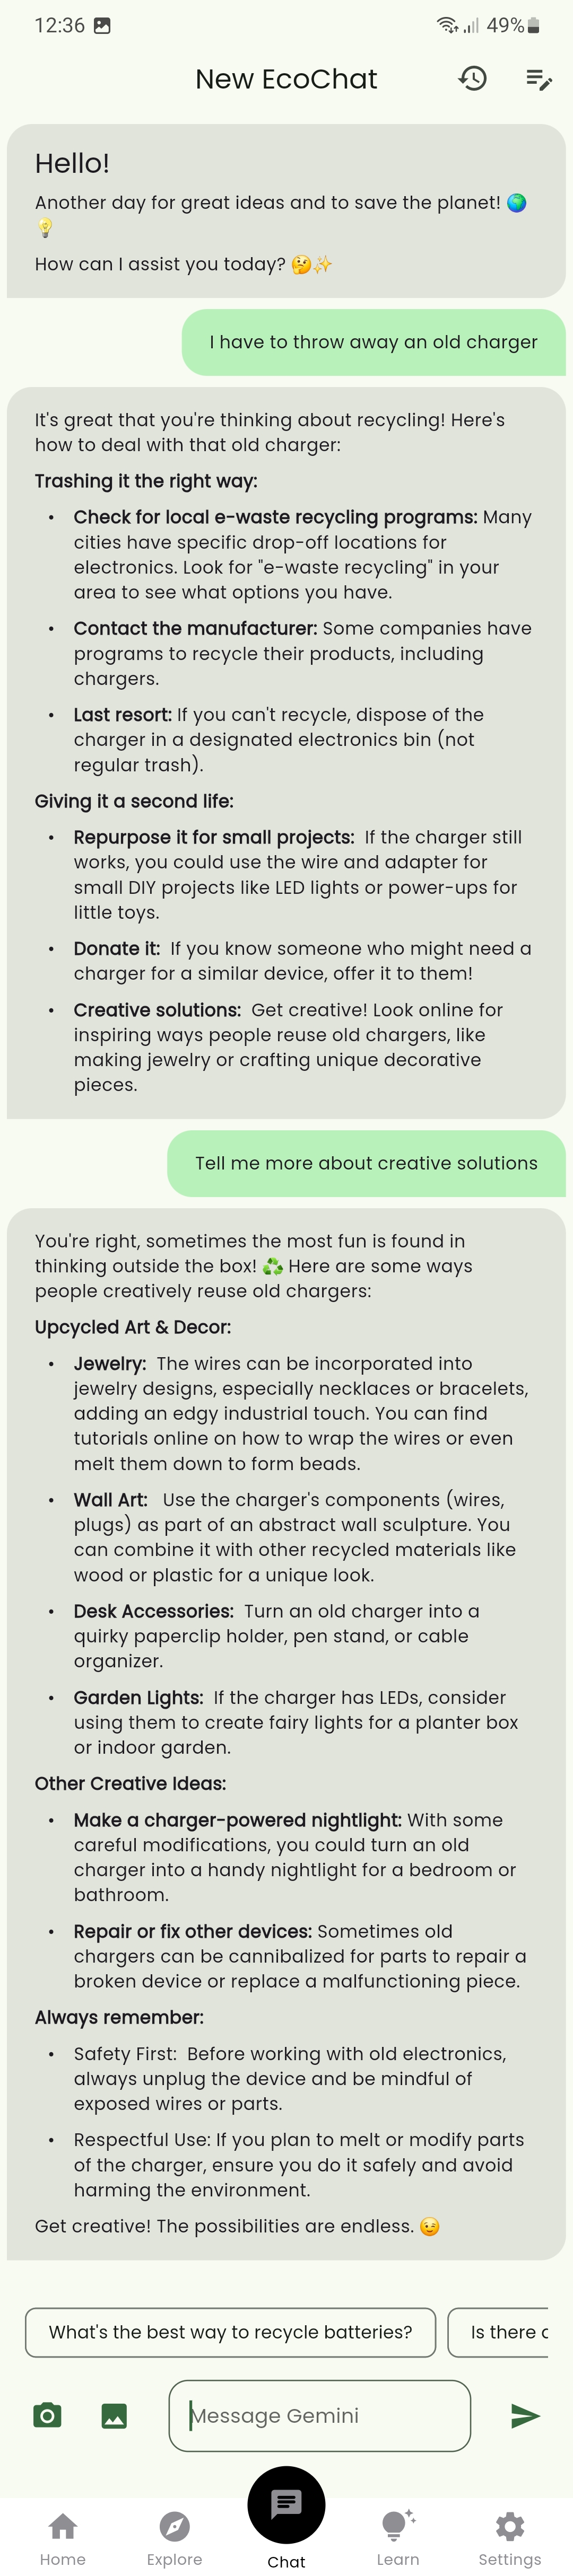 12:36 49%
New EcoChat
Hello!
Another day for great ideas and to save the planet! 🌍
💡
How can I assist you today? 🤔✨
I have to throw away an old charger
It's great that you're thinking about recycling! Here's
how to deal with that old charger:
Trashing it the right way:
• Check for local e-waste recycling programs: Many
cities have specific drop-off locations for
electronics. Look for "e-waste recycling" in your
area to see what options you have.
• Contact the manufacturer: Some companies have
programs to recycle their products, including
chargers.
• Last resort: If you can't recycle, dispose of the
charger in a designated electronics bin (not
regular trash).
Giving it a second life:
• Repurpose it for small projects: If the charger still
works, you could use the wire and adapter for
small DIY projects like LED lights or power-ups for
little toys.
• Donate it: If you know someone who might need a
charger for a similar device, offer it to them!
• Creative solutions: Get creative! Look online for
inspiring ways people reuse old chargers, like
making jewelry or crafting unique decorative
pieces.
Tell me more about creative solutions
You're right, sometimes the most fun is found in
thinking outside the box! ♻️ Here are some ways
people creatively reuse old chargers:
Upcycled Art & Decor:
• Jewelry: The wires can be incorporated into
jewelry designs, especially necklaces or bracelets,
adding an edgy industrial touch. You can find
tutorials online on how to wrap the wires or even
melt them down to form beads.
• Wall Art: Use the charger's components (wires,
plugs) as part of an abstract wall sculpture. You
can combine it with other recycled materials like
wood or plastic for a unique look.
• Desk Accessories: Turn an old charger into a
quirky paperclip holder, pen stand, or cable
organizer.
• Garden Lights: If the charger has LEDs, consider
using them to create fairy lights for a planter box
or indoor garden.
Other Creative Ideas:
• Make a charger-powered nightlight: With some
careful modifications, you could turn an old
charger into a handy nightlight for a bedroom or
bathroom.
• Repair or fix other devices: Sometimes old
chargers can be cannibalized for parts to repair a
broken device or replace a malfunctioning piece.
Always remember:
• Safety First: Before working with old electronics,
always unplug the device and be mindful of
exposed wires or parts.
• Respectful Use: If you plan to melt or modify parts
of the charger, ensure you do it safely and avoid
harming the environment.
Get creative! The possibilities are endless. 😉
What's the best way to recycle batteries? Is there
Message Gemini
Home Explore Chat Learn Settings